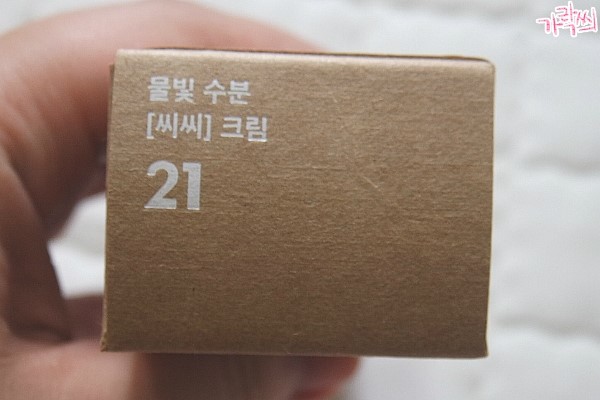 가락씨
물빛 수분
[씨씨] 크림
21